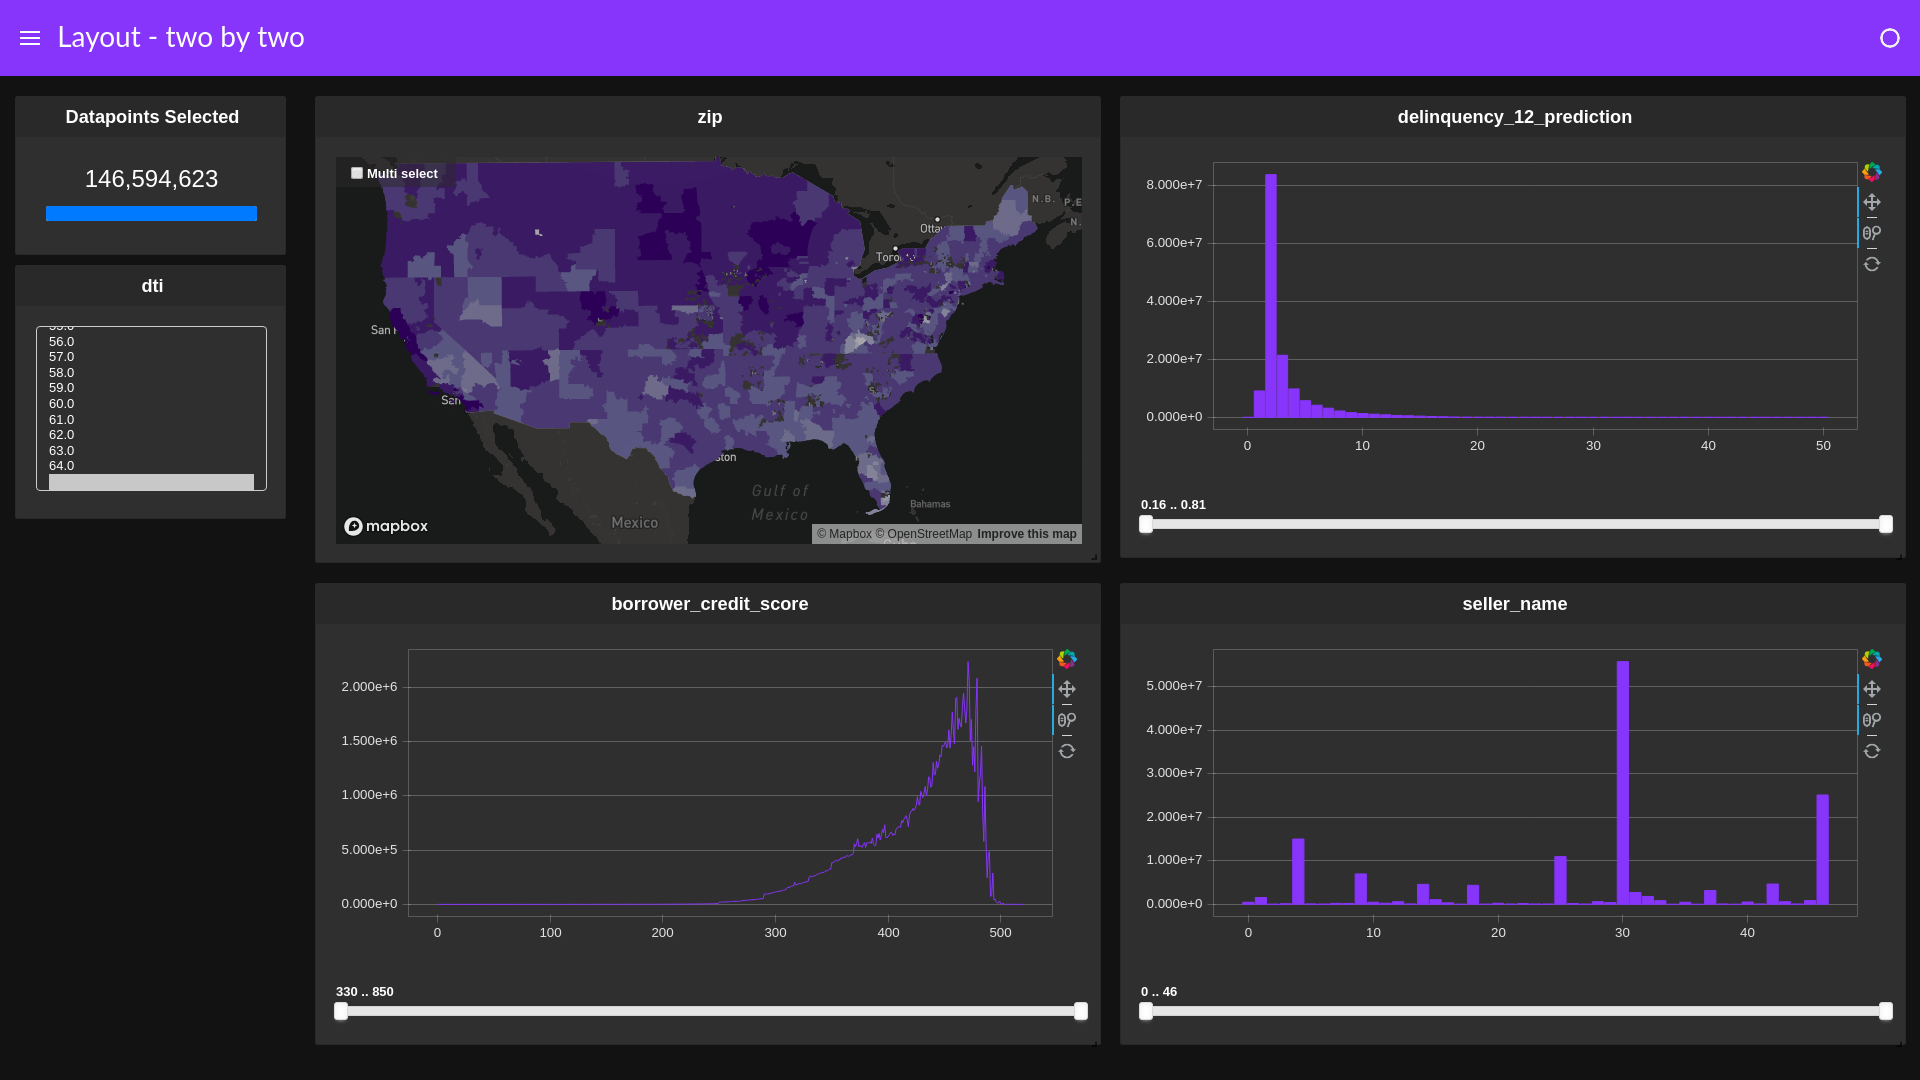 Layout - two by two
Datapoints Selected
146,594,623
dti
55.0
56.0
57.0
58.0
59.0
60.0
61.0
62.0
63.0
64.0
zip
Multi select
N.B.
P.E
N.
Otta
Toro
San
San
ston
Gulf of
Mexico
Bahamas
Mexico
mapbox
© Mapbox © OpenStreetMap Improve this map
delinquency_12_prediction
8.000e+7
6.000e+7
4.000e+7
2.000e+7
0.000e+0
0 10 20 30 40 50
0.16 .. 0.81
borrower_credit_score
2.000e+6
1.500e+6
1.000e+6
5.000e+5
0.000e+0
0 100 200 300 400 500
330 .. 850
seller_name
5.000e+7
4.000e+7
3.000e+7
2.000e+7
1.000e+7
0.000e+0
0 10 20 30 40
0 .. 46